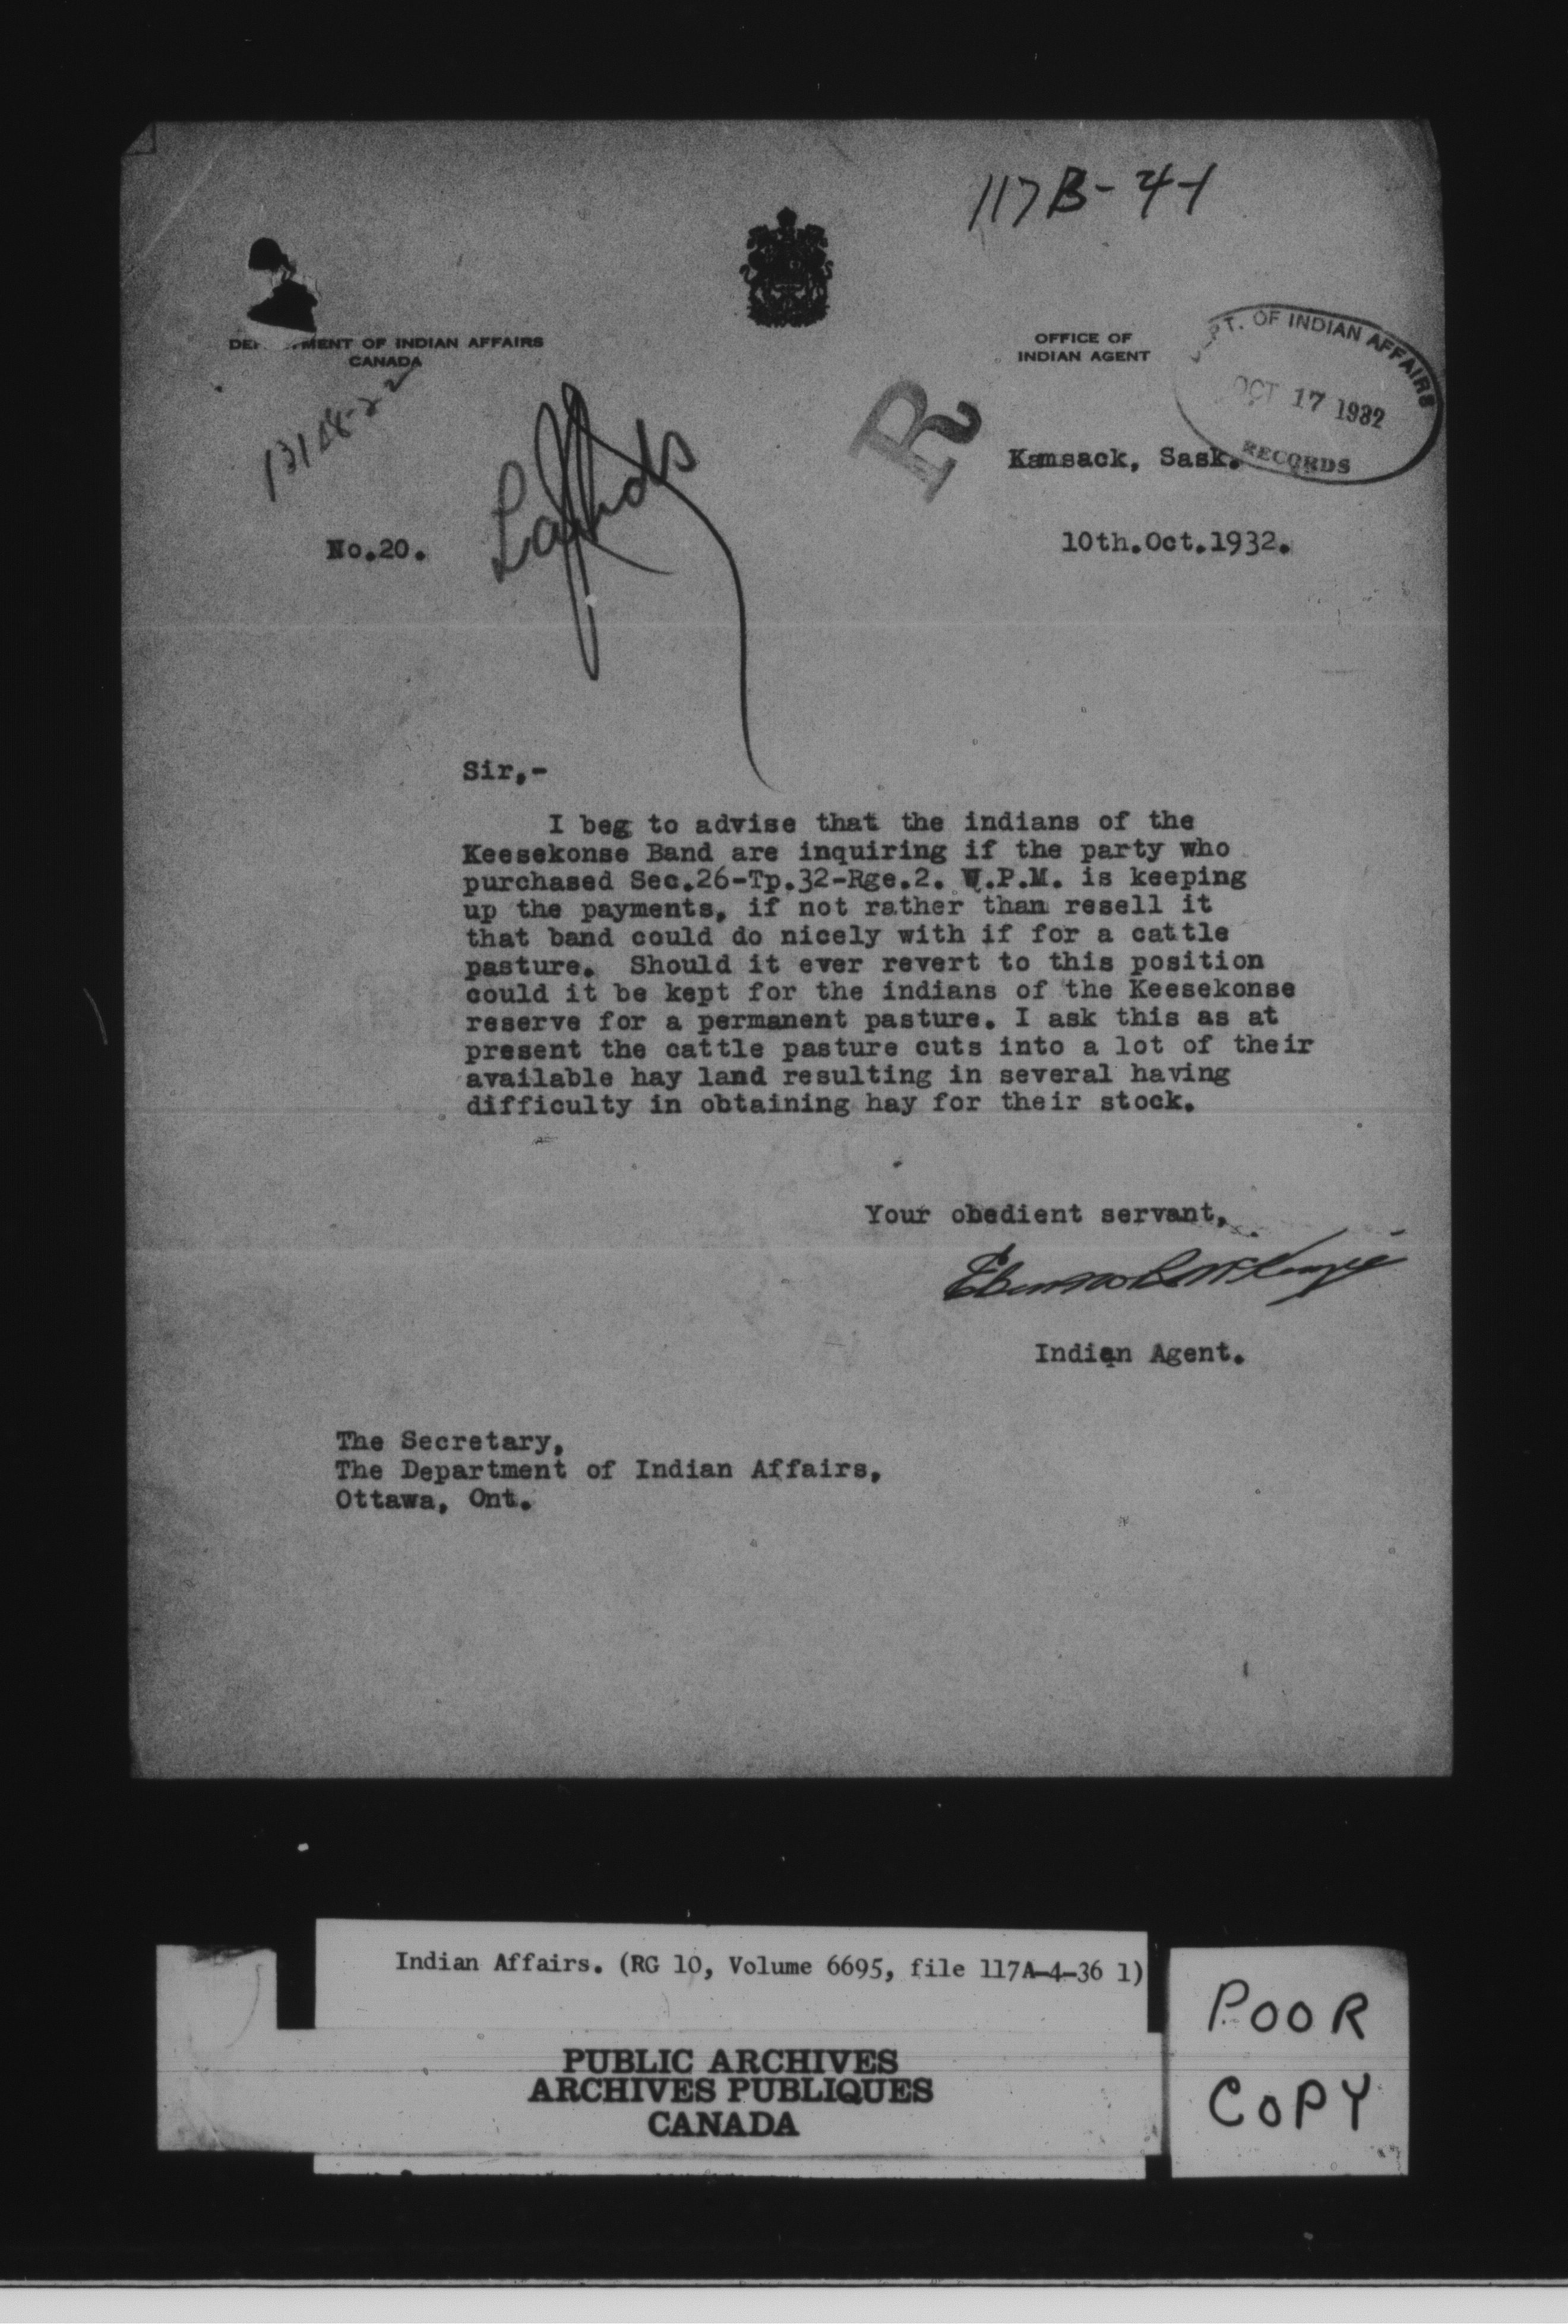 117B-4-1
DEPARTMENT OF INDIAN AFFAIRS
CANADA
OFFICE OF
INDIAN AGENT
DEPT. OF INDIAN AFFAIRS
OCT 17 1932
RECORDS
R
Lands
Kamsack, Sask.
No.20.
10th.Oct.1932.
Sir,-
I beg to advise that the indians of the
Keesekonse Band are inquiring if the party who
purchased Sec.26-Tp.32-Rge.2. W.P.M. is keeping
up the payments, if not rather than resell it
that band could do nicely with if for a cattle
pasture. Should it ever revert to this position
could it be kept for the indians of the Keesekonse
reserve for a permanent pasture. I ask this as at
present the cattle pasture cuts into a lot of their
available hay land resulting in several having
difficulty in obtaining hay for their stock.
Your obedient servant,
Indian Agent.
The Secretary,
The Department of Indian Affairs,
Ottawa, Ont.
Indian Affairs. (RG 10, Volume 6695, file 117A-4-36 1)
PUBLIC ARCHIVES
ARCHIVES PUBLIQUES
CANADA
POOR
COPY